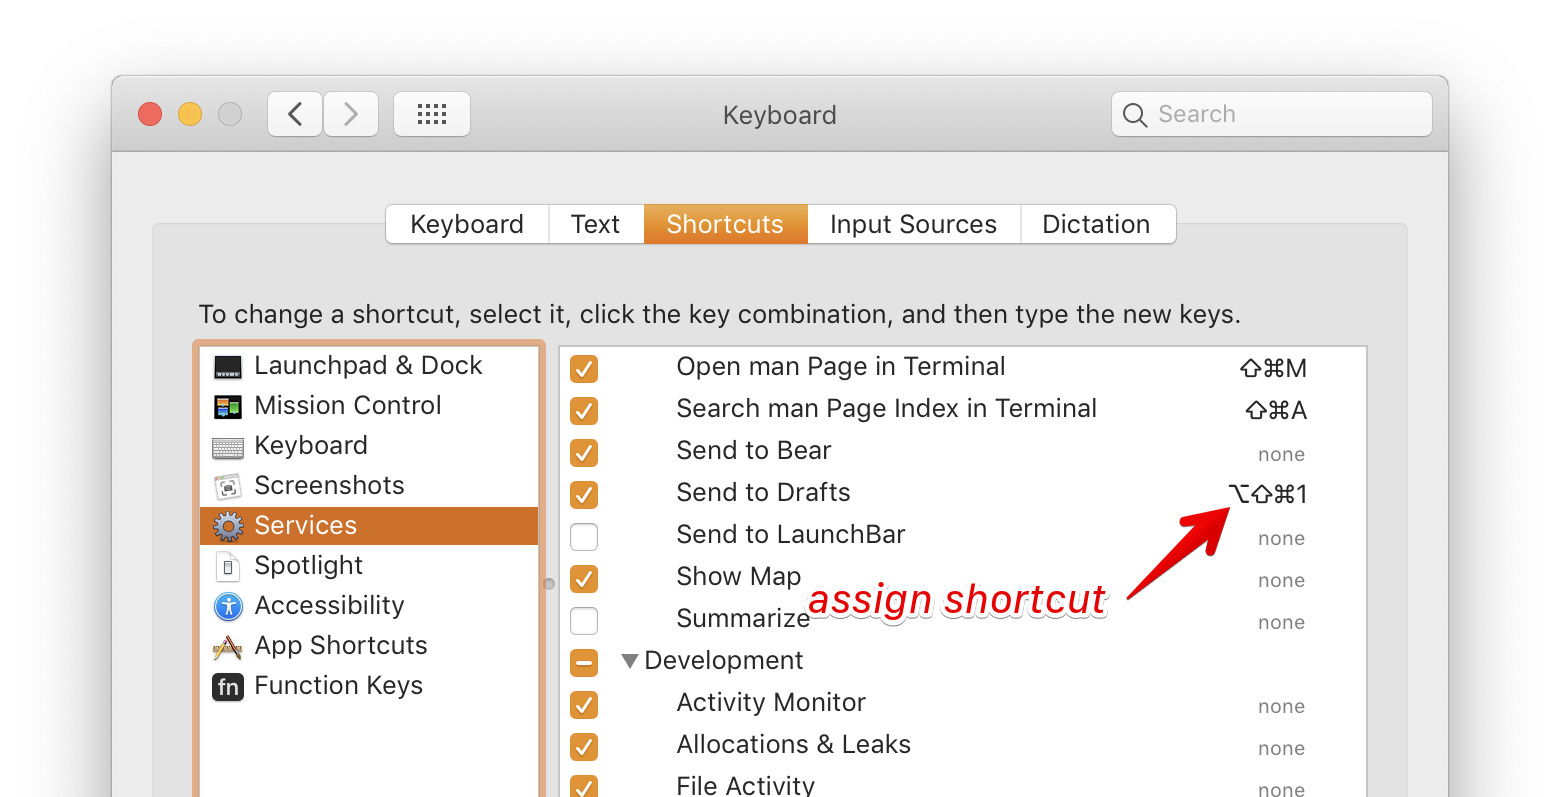 Keyboard
Search
Keyboard Text Shortcuts Input Sources Dictation
To change a shortcut, select it, click the key combination, and then type the new keys.
Launchpad & Dock
Mission Control
Keyboard
Screenshots
Services
Spotlight
Accessibility
App Shortcuts
fn Function Keys
Open man Page in Terminal ⇧⌘M
Search man Page Index in Terminal ⇧⌘A
Send to Bear none
Send to Drafts ⌥⇧⌘1
Send to LaunchBar none
Show Map none
assign shortcut
Summarize none
Development
Activity Monitor none
Allocations & Leaks none
File Activity none